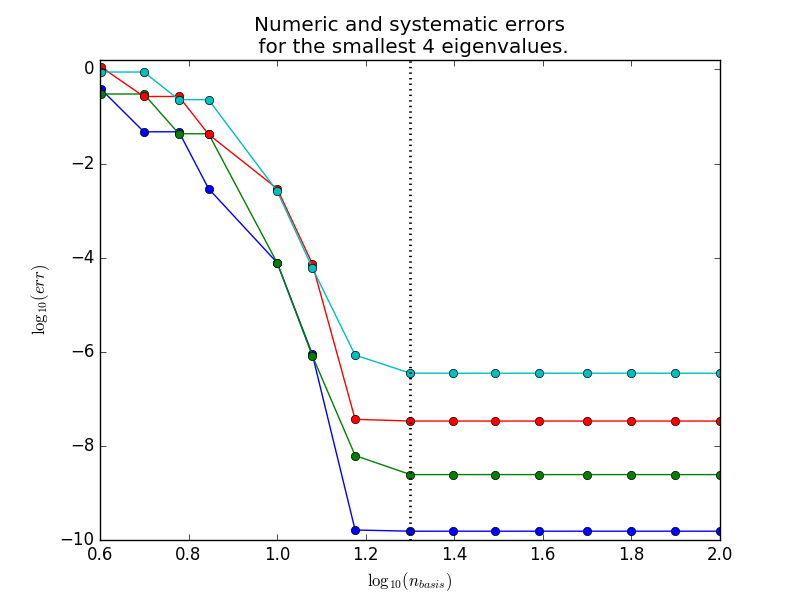 Numeric and systematic errors
for the smallest 4 eigenvalues.
0
−2
−4
−6
−8
−10
log₁₀(err)
0.6 0.8 1.0 1.2 1.4 1.6 1.8 2.0
log₁₀(n_basis)